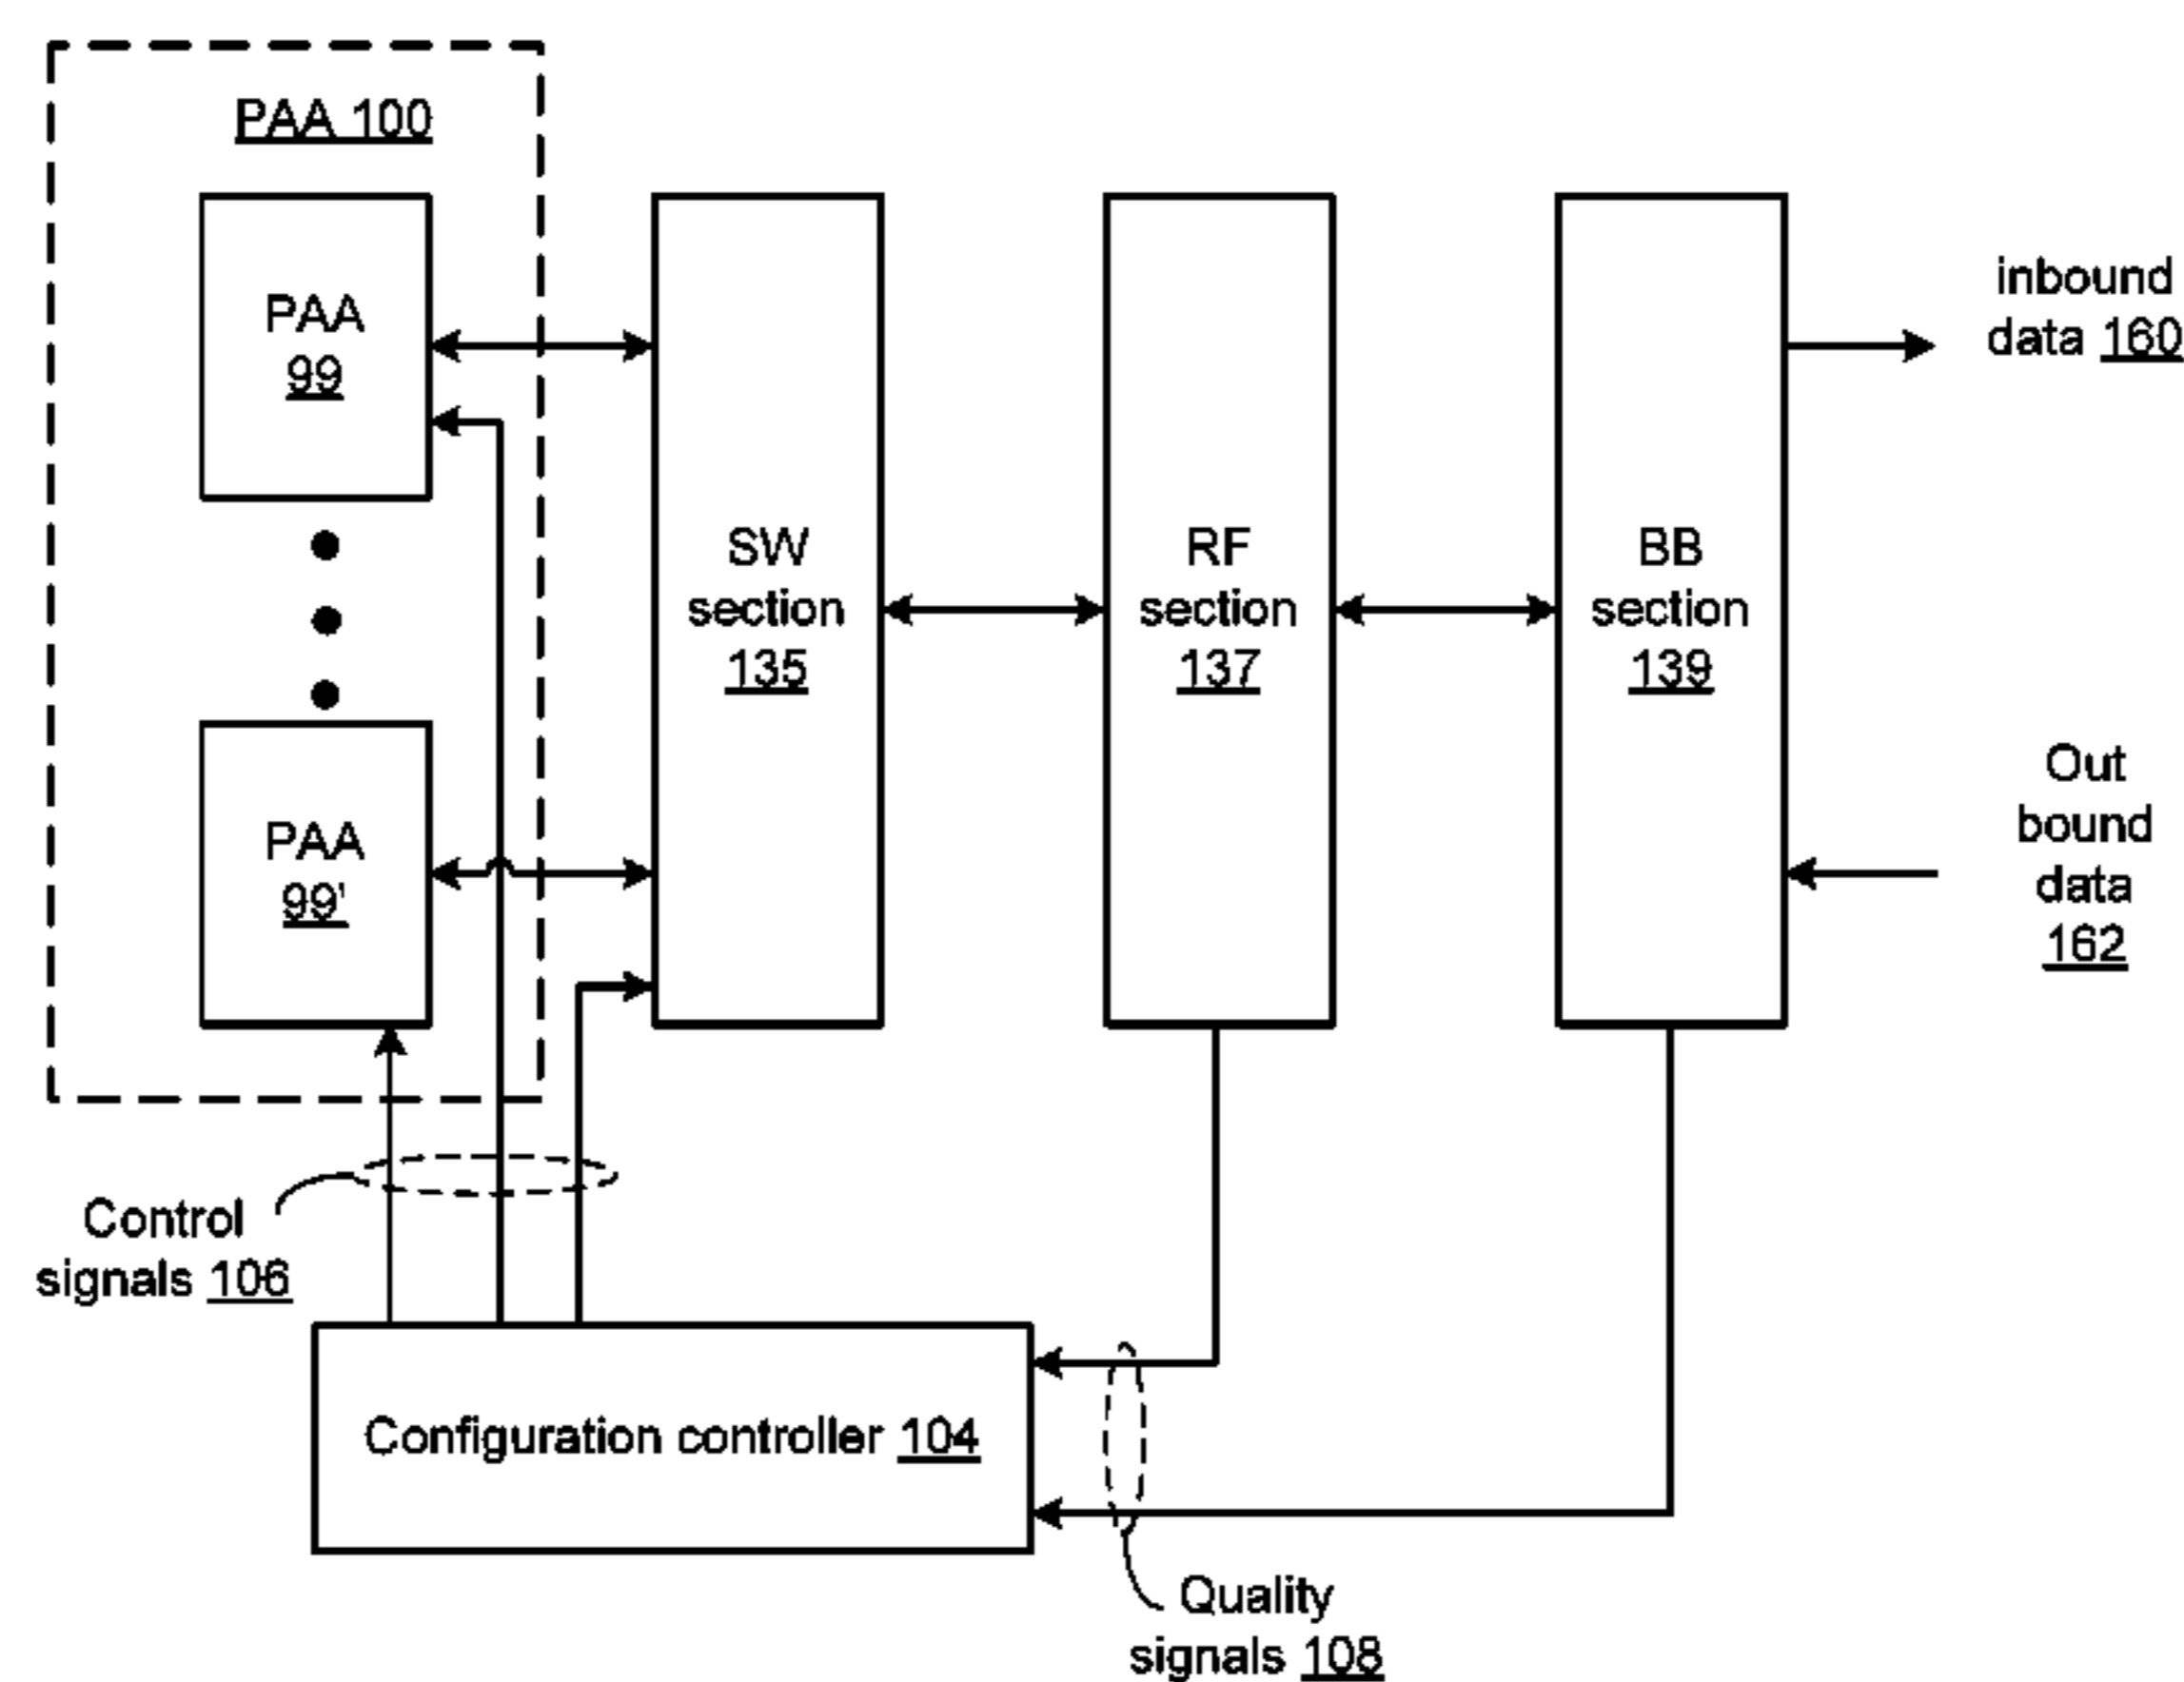 PAA 100
PAA
99
PAA
99'
SW
section
135
RF
section
137
BB
section
139
inbound
data 160
Out
bound
data
162
Control
signals 106
Configuration controller 104
Quality
signals 108